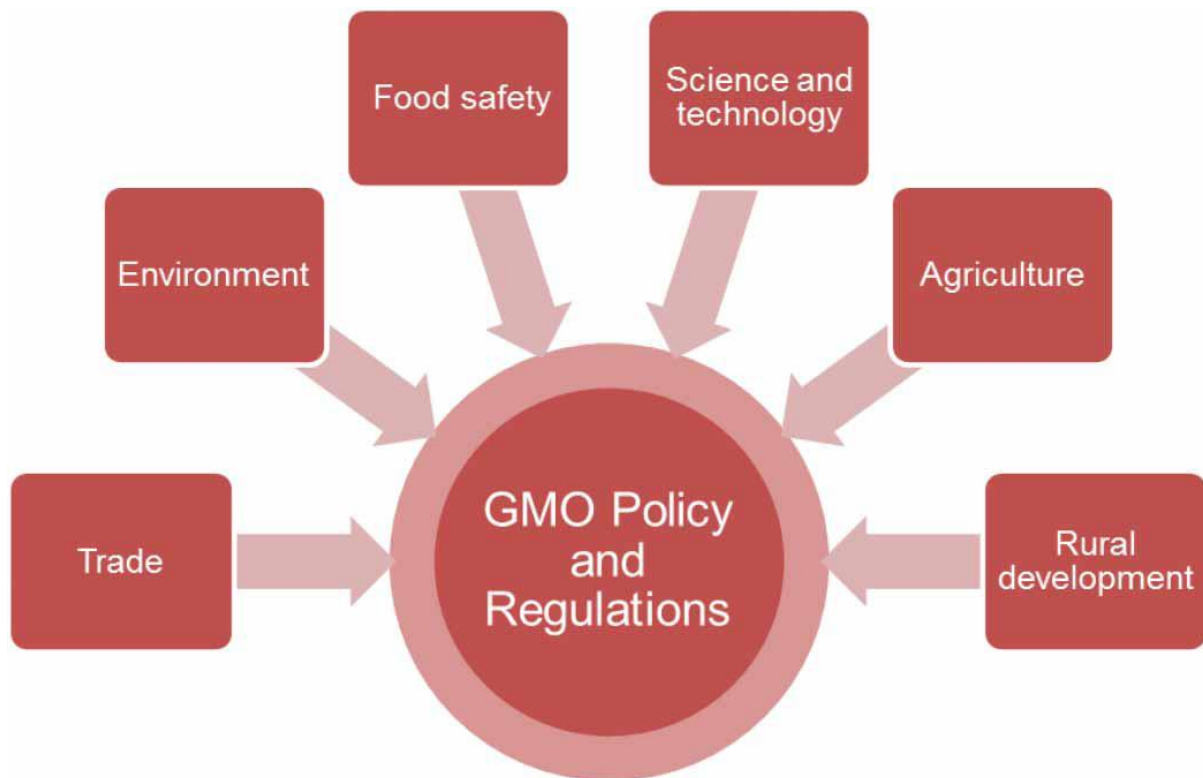 Food safety
Science and
technology
Environment
Agriculture
Trade
GMO Policy
and
Regulations
Rural
development